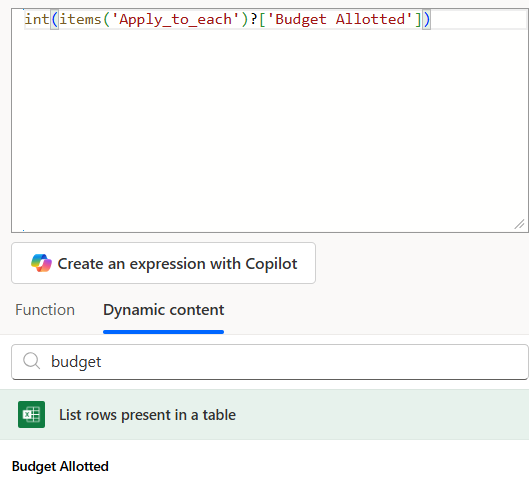 int(items('Apply_to_each')?['Budget Allotted'])
Create an expression with Copilot
Function Dynamic content
budget
List rows present in a table
Budget Allotted